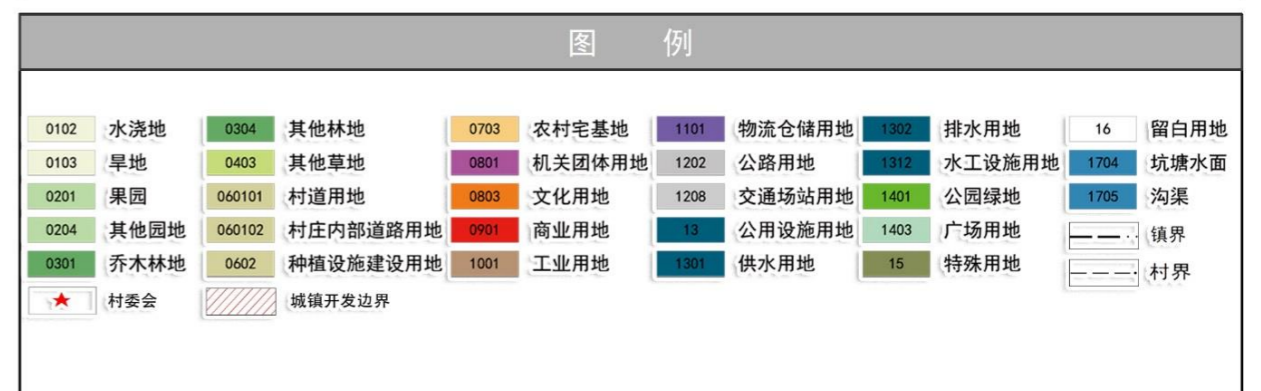 图 例
0102 水浇地 0304 其他林地 0703 农村宅基地 1101 物流仓储用地 1302 排水用地 16 留白用地
0103 旱地 0403 其他草地 0801 机关团体用地 1202 公路用地 1312 水工设施用地 1704 坑塘水面
0201 果园 060101 村道用地 0803 文化用地 1208 交通场站用地 1401 公园绿地 1705 沟渠
0204 其他园地 060102 村庄内部道路用地 0901 商业用地 13 公用设施用地 1403 广场用地 镇界
0301 乔木林地 0602 种植设施建设用地 1001 工业用地 1301 供水用地 15 特殊用地 村界
村委会 城镇开发边界